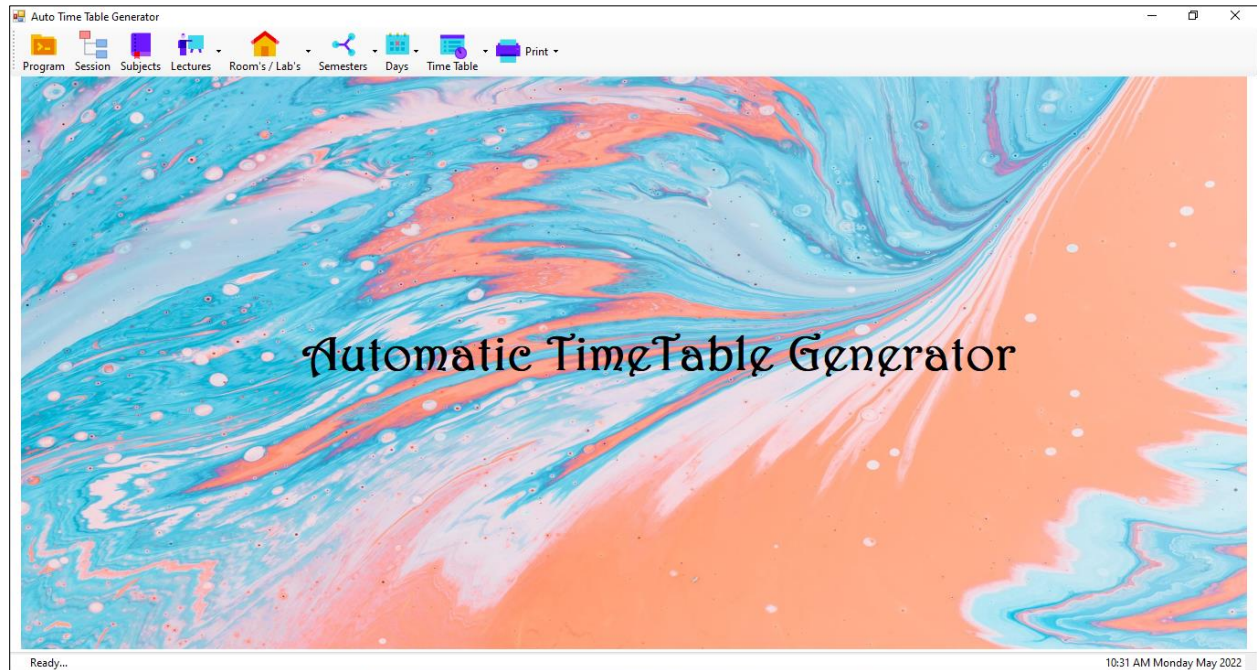 Auto Time Table Generator
Program Session Subjects Lectures Room's / Lab's Semesters Days Time Table Print
Automatic TimeTable Generator
Ready... 10:31 AM Monday May 2022